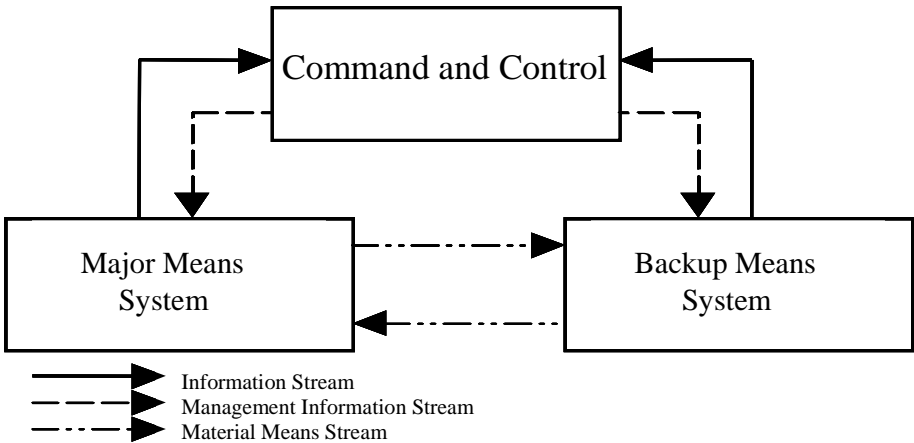 Command and Control
Major Means
System
Backup Means
System
Information Stream
Management Information Stream
Material Means Stream